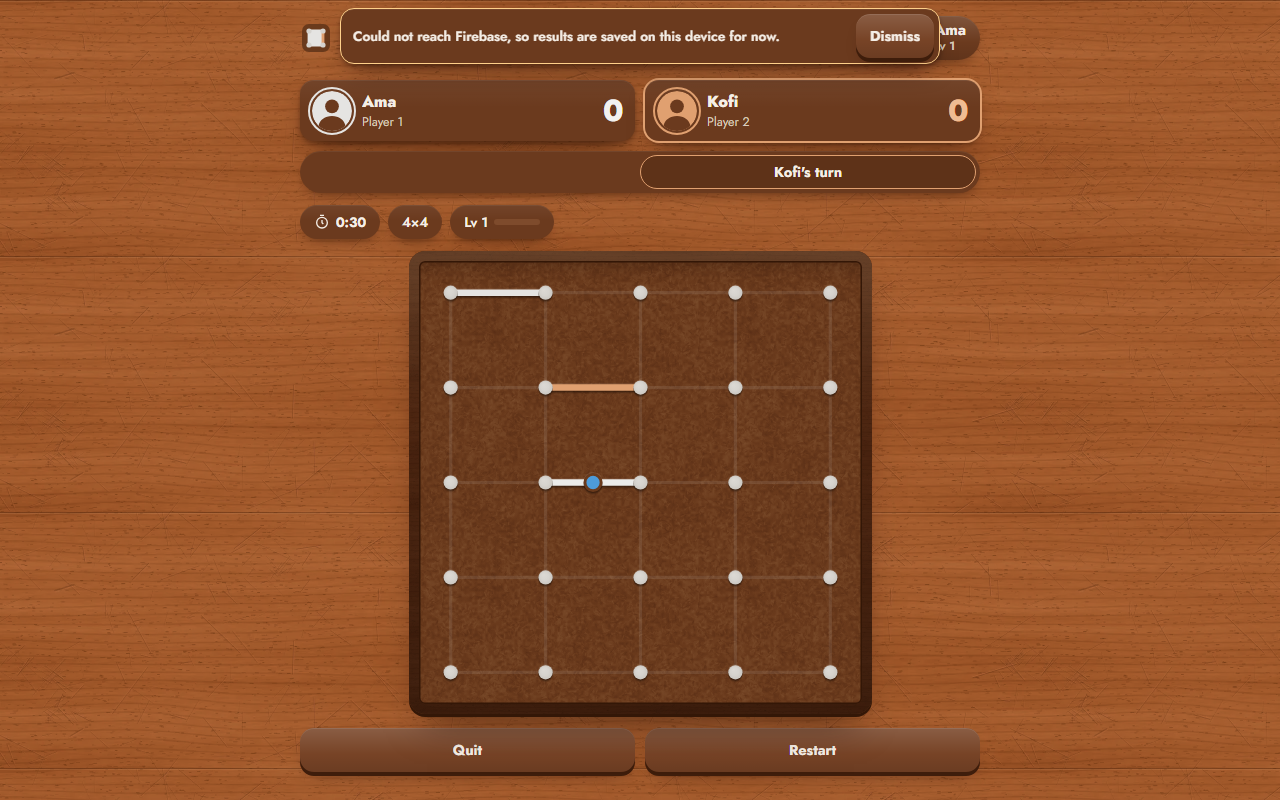 Could not reach Firebase, so results are saved on this device for now.
Dismiss
Ama
Ama
Player 1
0
Kofi
Player 2
0
Kofi's turn
0:30
4×4
Lv 1
Quit
Restart